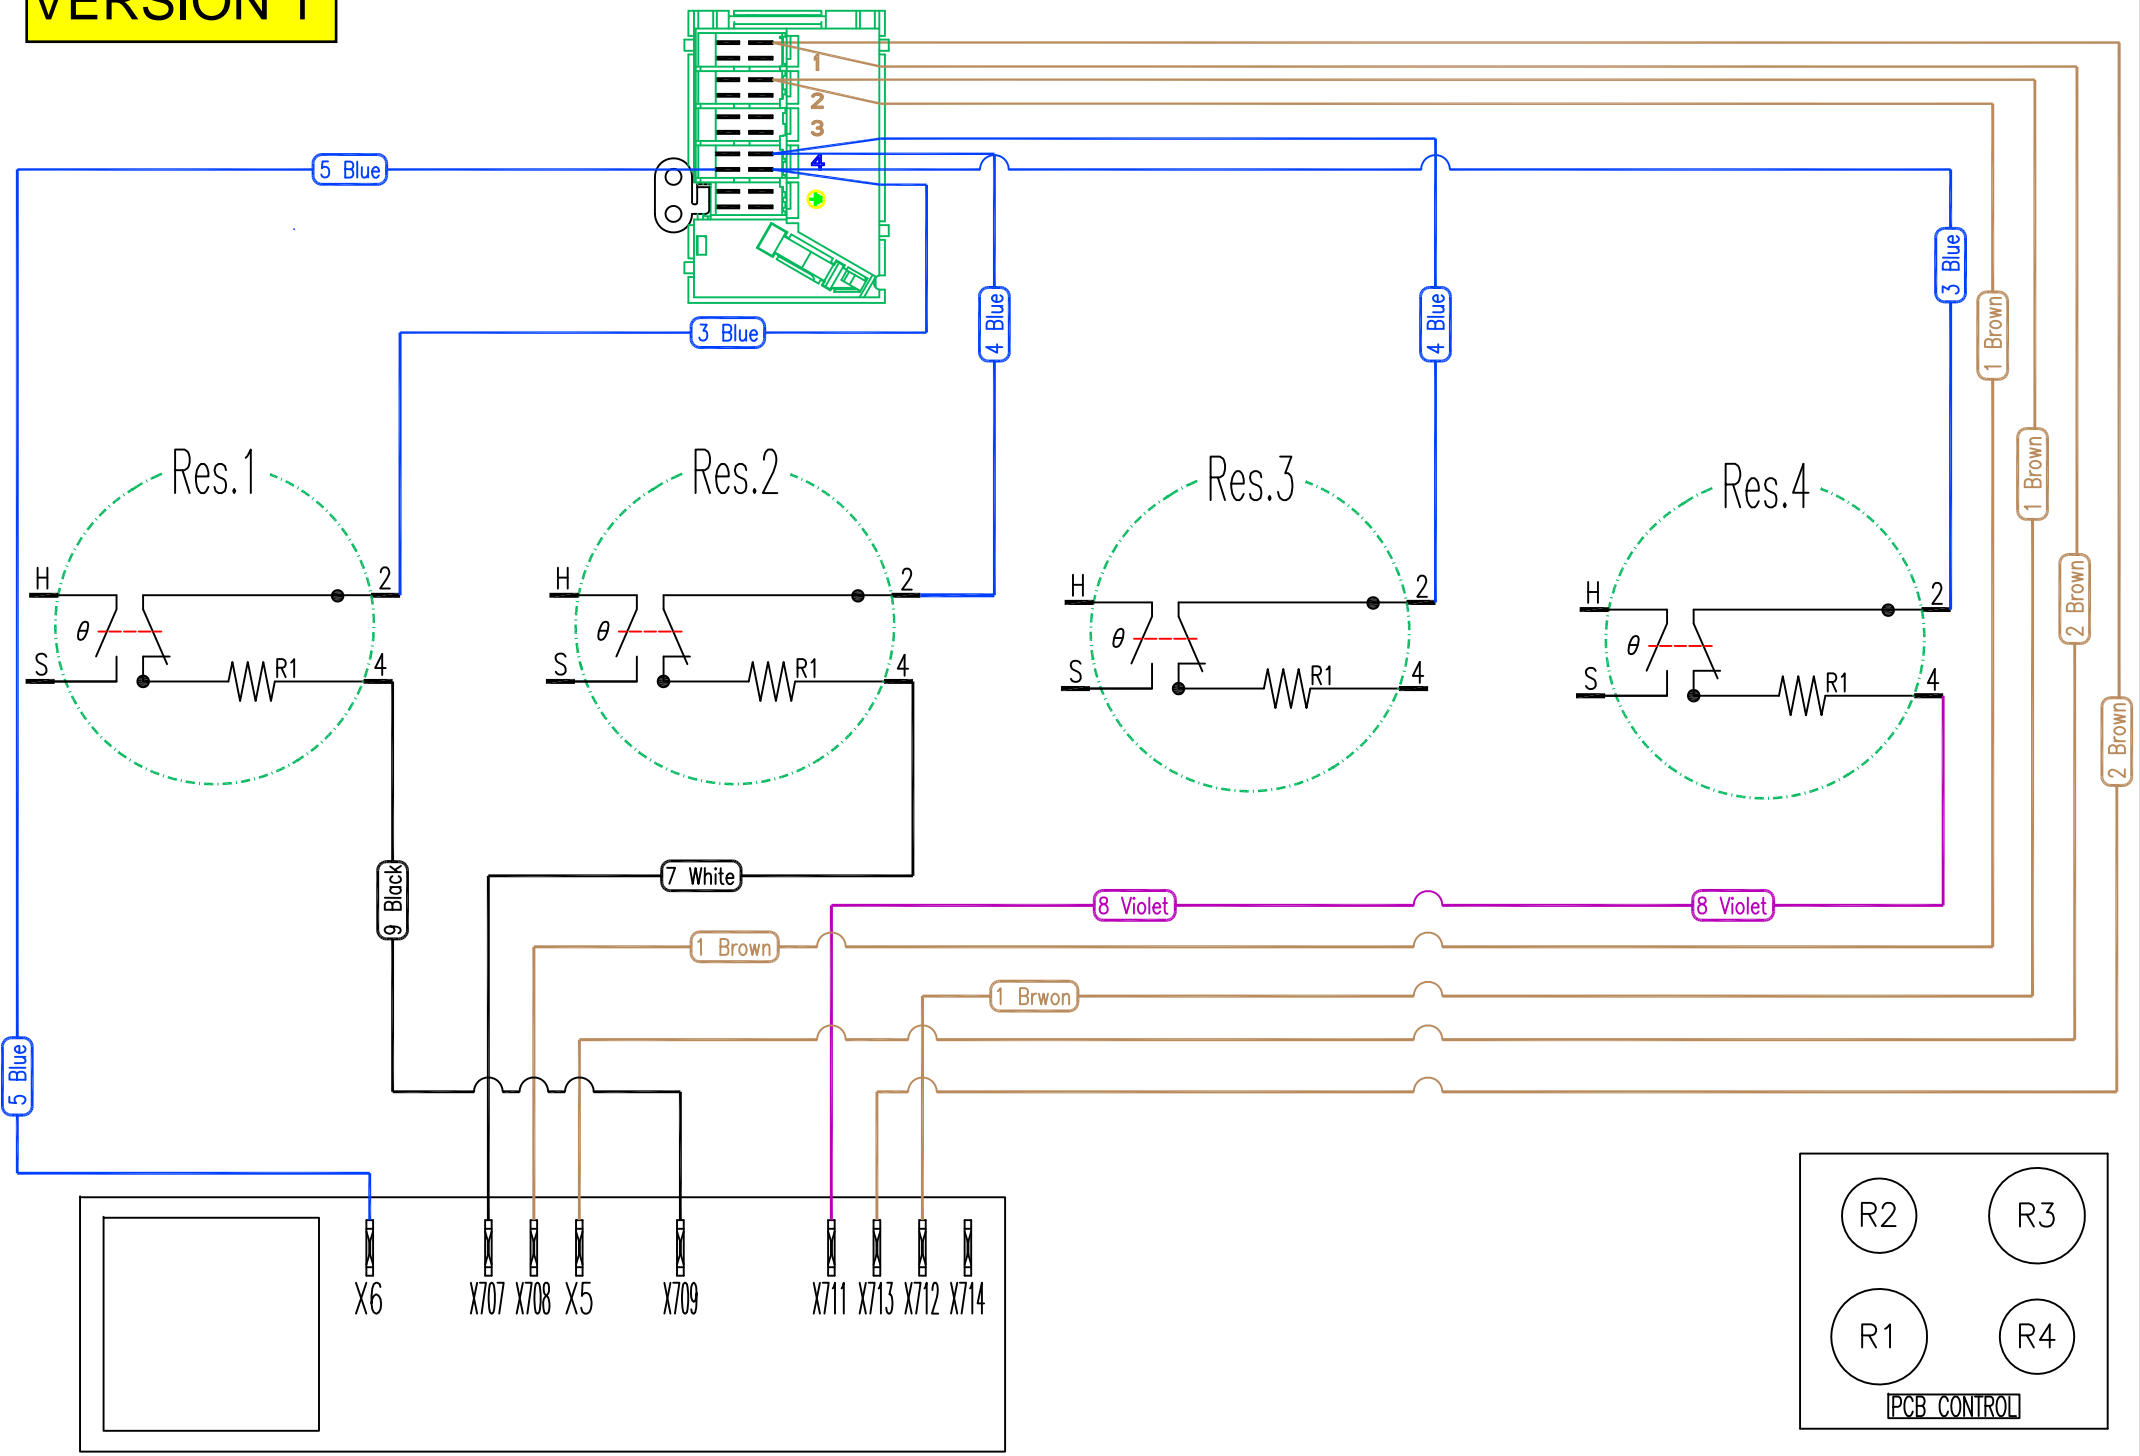 VERSION 1
1
2
3
4
5 Blue
3 Blue
4 Blue
4 Blue
3 Blue
1 Brown
1 Brown
2 Brown
2 Brown
Res.1
Res.2
Res.3
Res.4
H
2
θ
S
R1
4
H
2
θ
S
R1
4
H
2
θ
S
R1
4
H
2
θ
S
R1
4
9 Black
7 White
8 Violet
8 Violet
1 Brown
1 Brwon
5 Blue
X6
X707
X708
X5
X709
X711
X713
X712
X714
R2
R3
R1
R4
PCB CONTROL